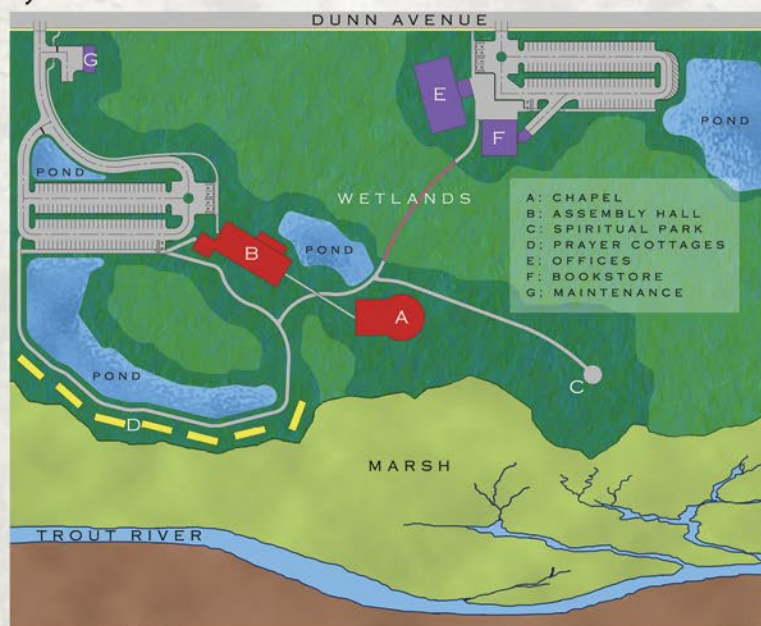 DUNN AVENUE
G
E
F
POND
POND
WETLANDS
A: CHAPEL
B: ASSEMBLY HALL
C: SPIRITUAL PARK
D: PRAYER COTTAGES
E: OFFICES
F: BOOKSTORE
G: MAINTENANCE
B
POND
A
POND
C
D
MARSH
TROUT RIVER